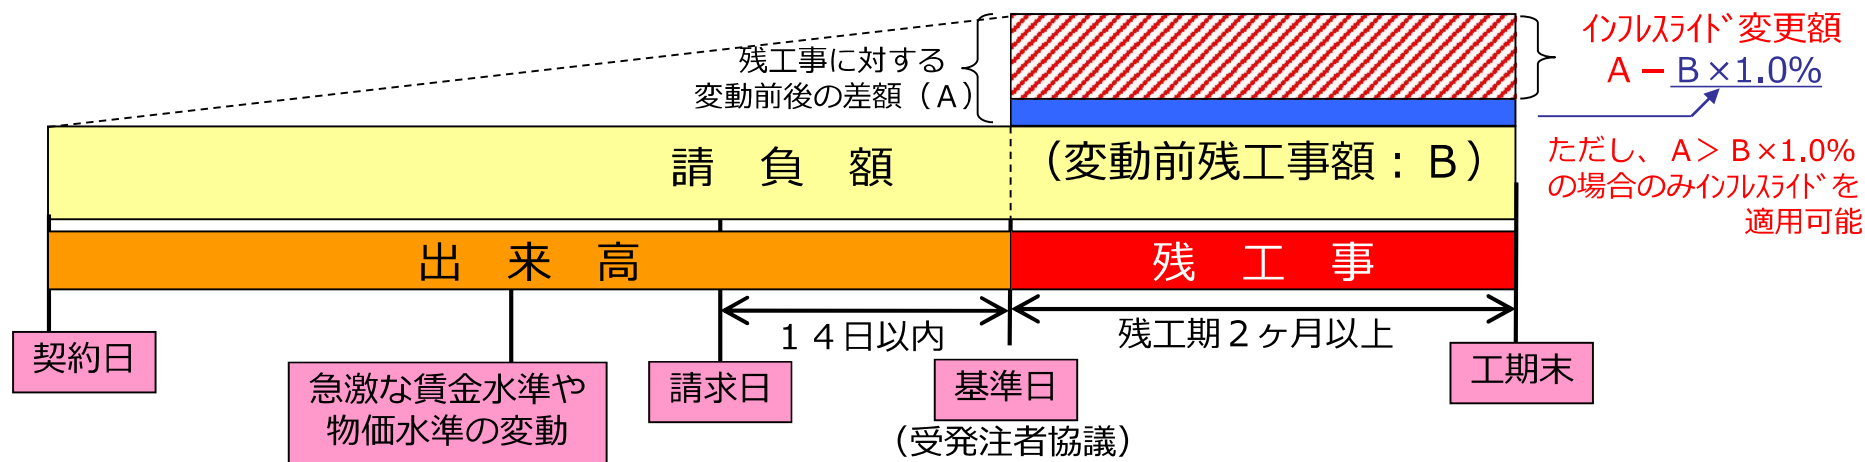 残工事に対する
変動前後の差額（A）
ｲﾝﾌﾚｽﾗｲﾄﾞ変更額
A－B×1.0%
請　負　額
（変動前残工事額：B）
ただし、A＞B×1.0%
の場合のみｲﾝﾌﾚｽﾗｲﾄﾞを
適用可能
出　来　高
残　工　事
１４日以内
残工期２ヶ月以上
契約日
急激な賃金水準や
物価水準の変動
請求日
基準日
（受発注者協議）
工期末